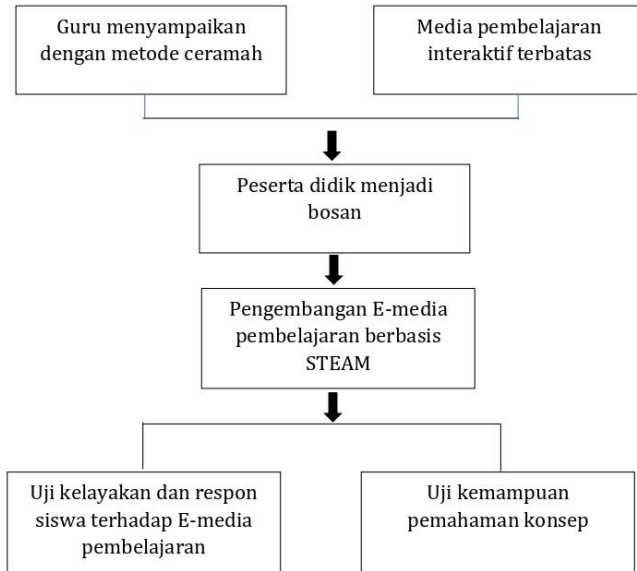 Guru menyampaikan
dengan metode ceramah
Media pembelajaran
interaktif terbatas
Peserta didik menjadi
bosan
Pengembangan E-media
pembelajaran berbasis
STEAM
Uji kelayakan dan respon
siswa terhadap E-media
pembelajaran
Uji kemampuan
pemahaman konsep